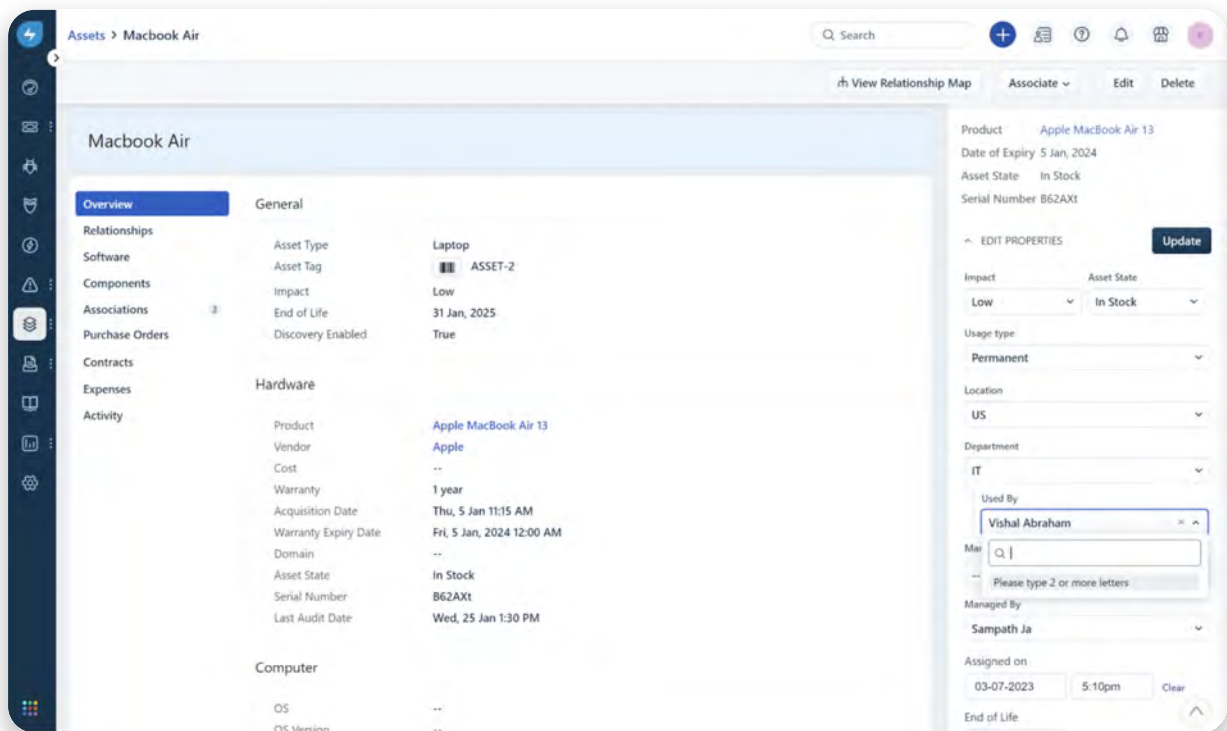 Assets > Macbook Air
Search
View Relationship Map
Associate
Edit
Delete
Macbook Air
Overview
Relationships
Software
Components
Associations 3
Purchase Orders
Contracts
Expenses
Activity
General
Asset Type Laptop
Asset Tag ASSET-2
Impact Low
End of Life 31 Jan, 2025
Discovery Enabled True
Hardware
Product Apple MacBook Air 13
Vendor Apple
Cost --
Warranty 1 year
Acquisition Date Thu, 5 Jan 11:15 AM
Warranty Expiry Date Fri, 5 Jan, 2024 12:00 AM
Domain --
Asset State In Stock
Serial Number B62AXt
Last Audit Date Wed, 25 Jan 1:30 PM
Computer
OS --
OS Version --
Product Apple MacBook Air 13
Date of Expiry 5 Jan, 2024
Asset State In Stock
Serial Number B62AXt
EDIT PROPERTIES
Update
Impact Asset State
Low In Stock
Usage type
Permanent
Location
US
Department
IT
Used By
Vishal Abraham
Please type 2 or more letters
--
Managed By
Sampath Ja
Assigned on
03-07-2023 5:10pm Clear
End of Life